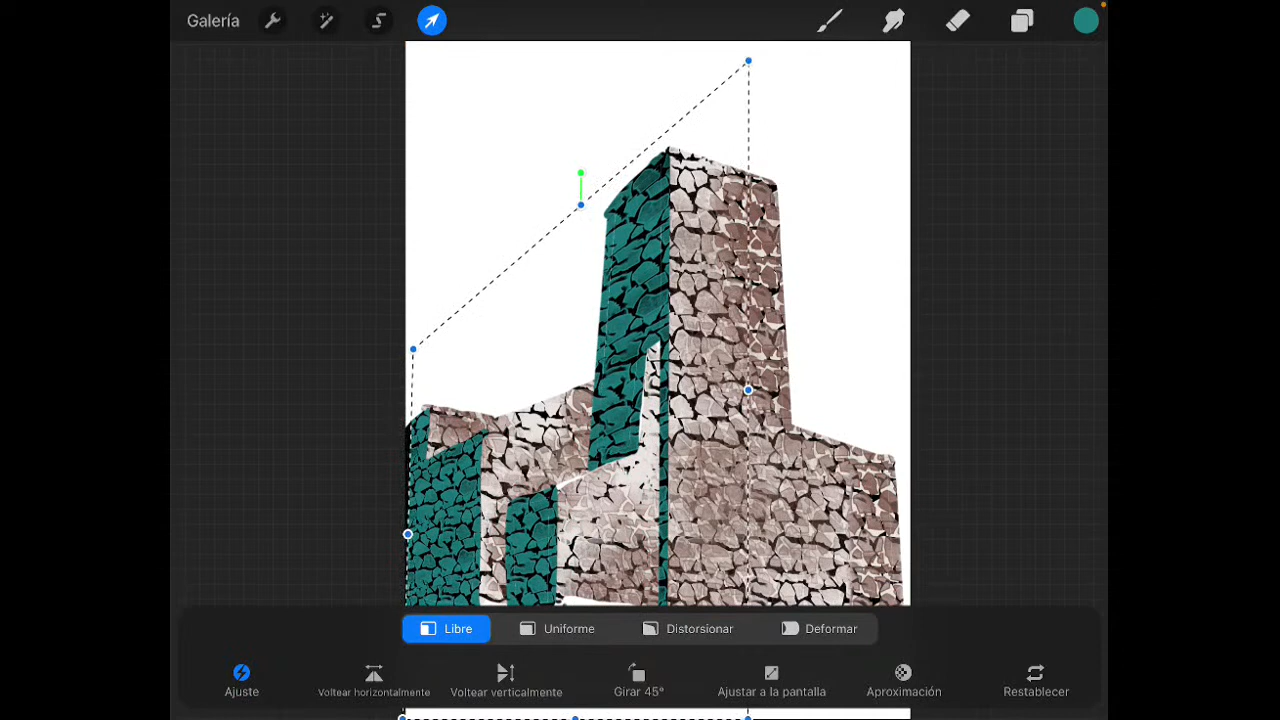 Galería
Libre Uniforme Distorsionar Deformar
Ajuste Voltear horizontalmente Voltear verticalmente Girar 45° Ajustar a la pantalla Aproximación Restablecer